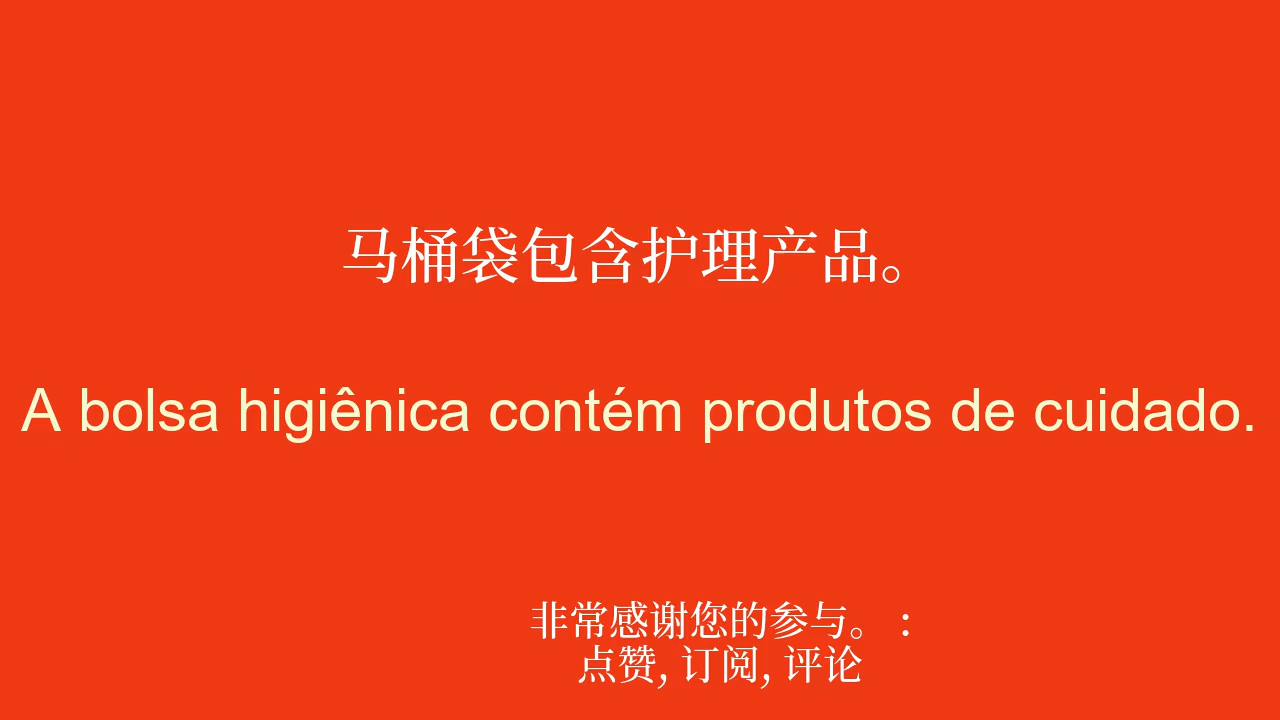 马桶袋包含护理产品。
A bolsa higiênica contém produtos de cuidado.
非常感谢您的参与。 :
点赞, 订阅, 评论